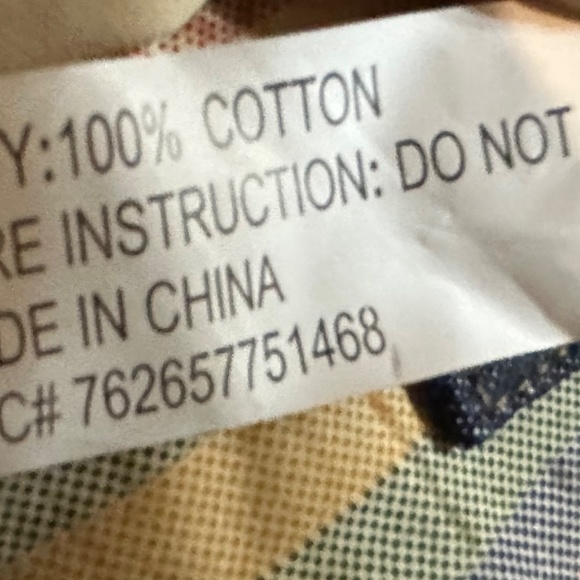 Y:100% COTTON
RE INSTRUCTION: DO NOT
DE IN CHINA
C# 762657751468